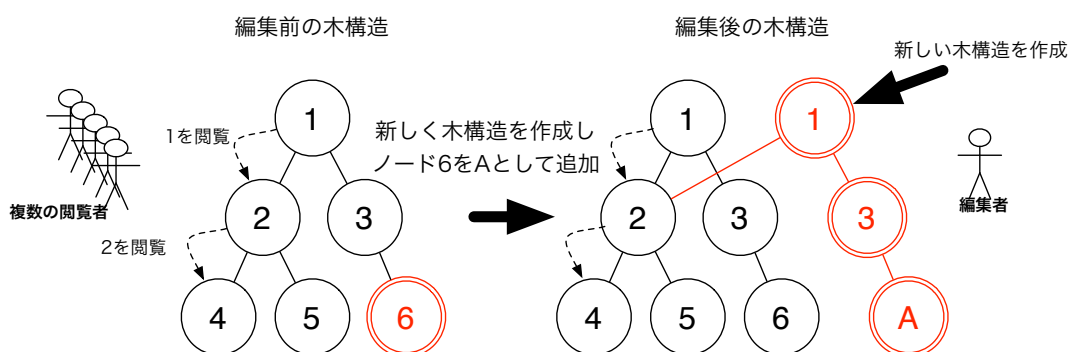 編集前の木構造
編集後の木構造
新しい木構造を作成
1
1を閲覧
2
3
2を閲覧
4
5
6
複数の閲覧者
新しく木構造を作成し
ノード6をAとして追加
1
1
2
3
3
4
5
6
A
編集者